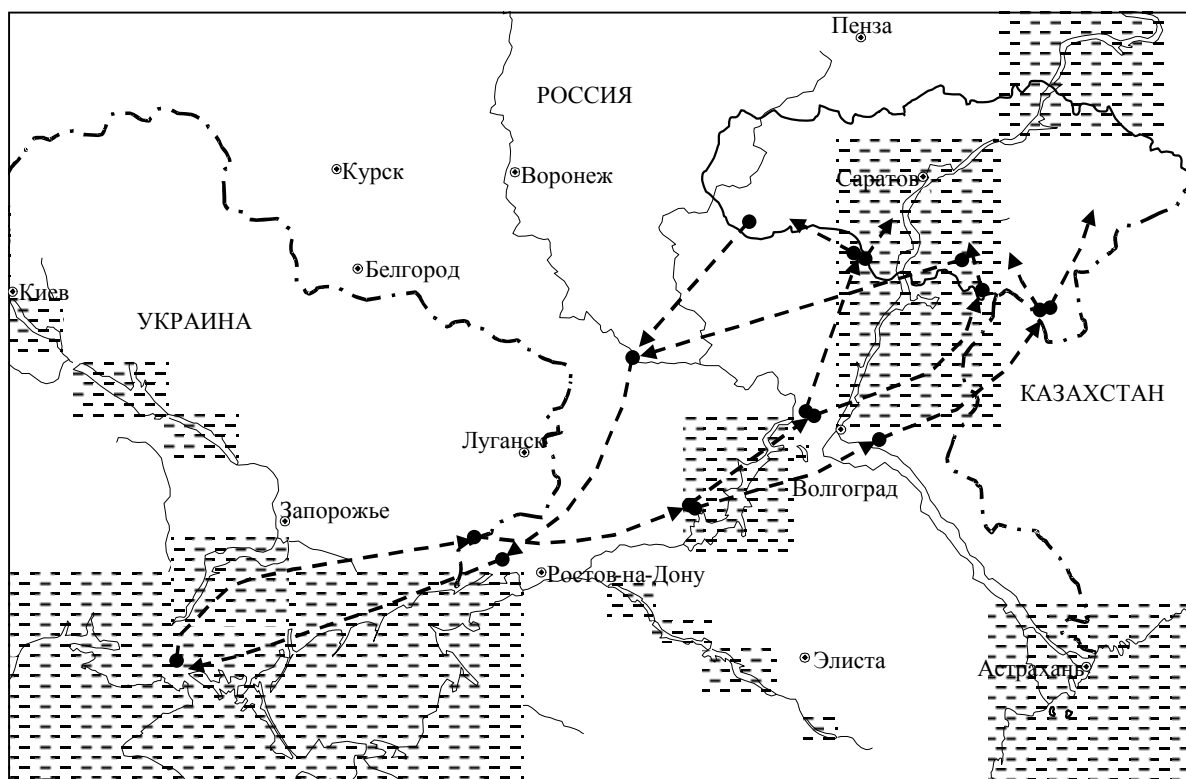 Пенза
РОССИЯ
Курск
Воронеж
Саратов
Белгород
Киев
УКРАИНА
КАЗАХСТАН
Луганск
Волгоград
Запорожье
Ростов-на-Дону
Элиста
Астрахань